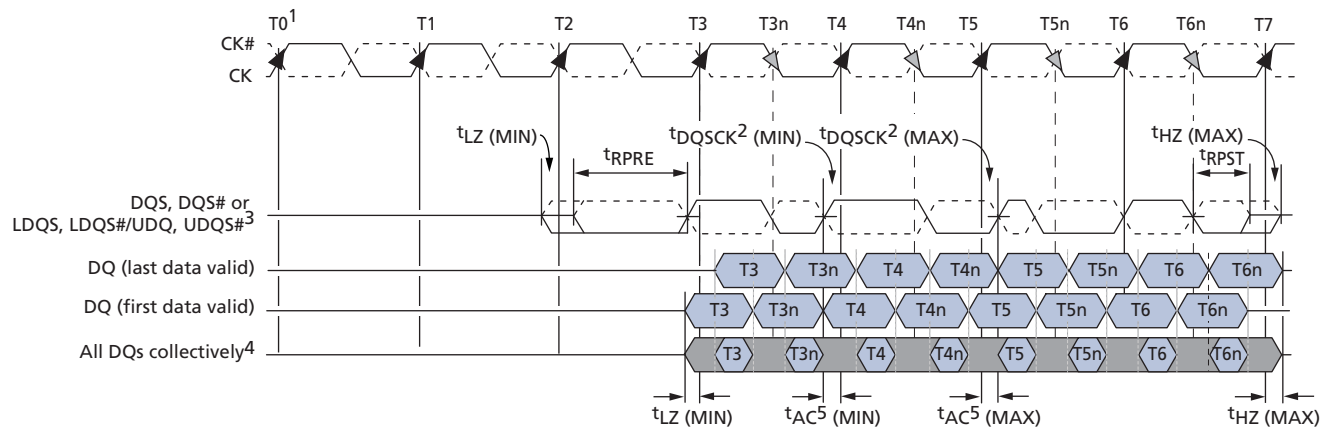 T0¹ T1 T2 T3 T3n T4 T4n T5 T5n T6 T6n T7
CK#
CK
tLZ (MIN)
tRPRE
tDQSCK² (MIN)
tDQSCK² (MAX)
tHZ (MAX)
tRPST
DQS, DQS# or
LDQS, LDQS#/UDQ, UDQS#³
DQ (last data valid) T3 T3n T4 T4n T5 T5n T6 T6n
DQ (first data valid) T3 T3n T4 T4n T5 T5n T6 T6n
All DQs collectively⁴ T3 T3n T4 T4n T5 T5n T6 T6n
tLZ (MIN) tAC⁵ (MIN) tAC⁵ (MAX) tHZ (MAX)